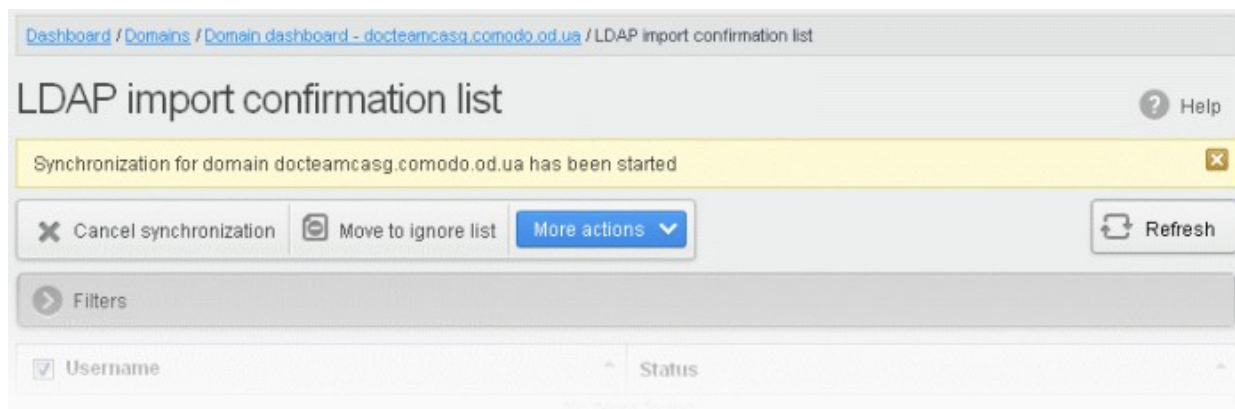 Dashboard / Domains / Domain dashboard - docteamcasg.comodo.od.ua / LDAP import confirmation list
LDAP import confirmation list
Help
Synchronization for domain docteamcasg.comodo.od.ua has been started
Cancel synchronization Move to ignore list More actions Refresh
Filters
Username Status